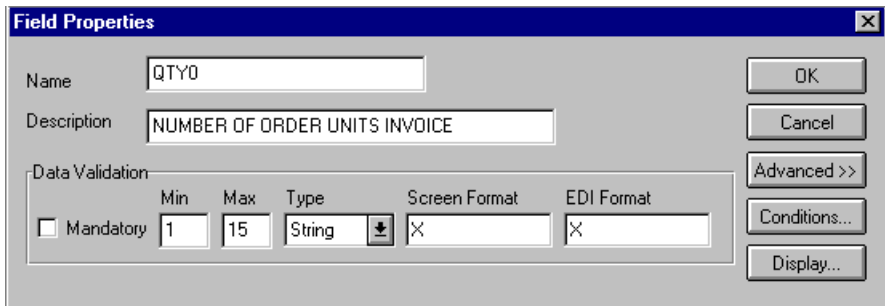 Field Properties
Name QTY0 OK
Description NUMBER OF ORDER UNITS INVOICE Cancel
Data Validation Advanced >>
Min Max Type Screen Format EDI Format
Mandatory 1 15 String X X Conditions...
Display...